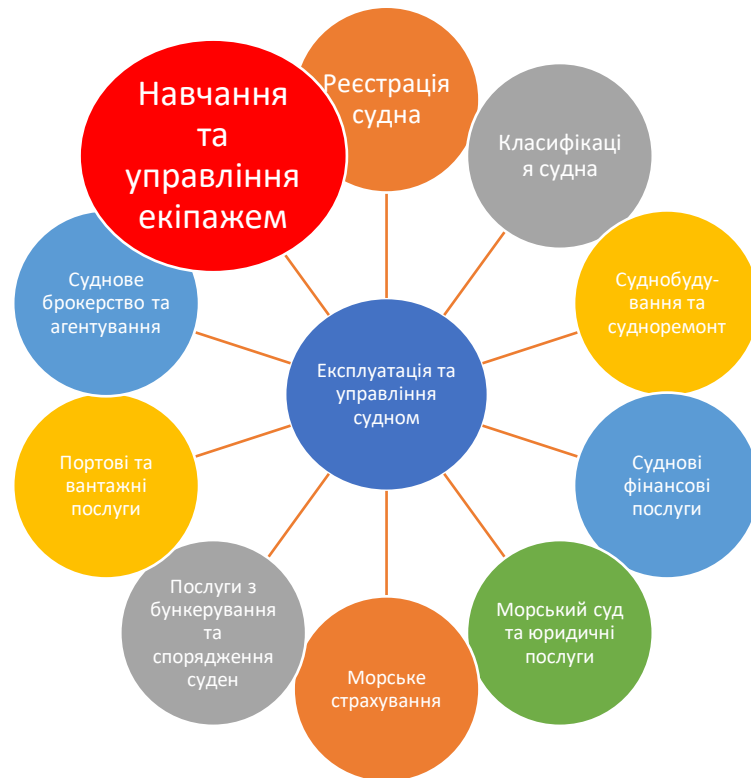 Навчання
та
управління
екіпажем
Реєстрація
судна
Класифікаці
я судна
Суднобуду-
вання та
судноремонт
Суднові
фінансові
послуги
Морський суд
та юридичні
послуги
Морське
страхування
Послуги з
бункерування
та
спорядження
суден
Портові та
вантажні
послуги
Суднове
брокерство та
агентування
Експлуатація та
управління
судном